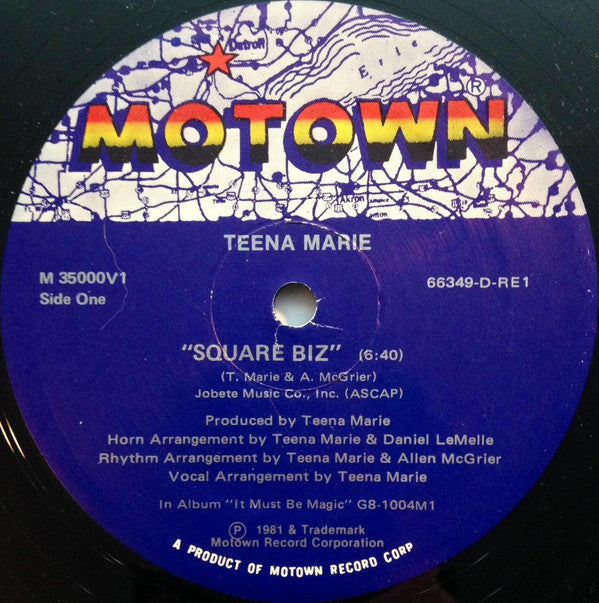 Detroit
Erie
MOTOWN®
Akron
TEENA MARIE
M 35000V1
Side One
66349-D-RE1
"SQUARE BIZ" (6:40)
(T. Marie & A. McGrier)
Jobete Music Co., Inc. (ASCAP)
Produced by Teena Marie
Horn Arrangement by Teena Marie & Daniel LeMelle
Rhythm Arrangement by Teena Marie & Allen McGrier
Vocal Arrangement by Teena Marie
In Album "It Must Be Magic" G8-1004M1
℗ 1981 & Trademark
Motown Record Corporation
A PRODUCT OF MOTOWN RECORD CORP